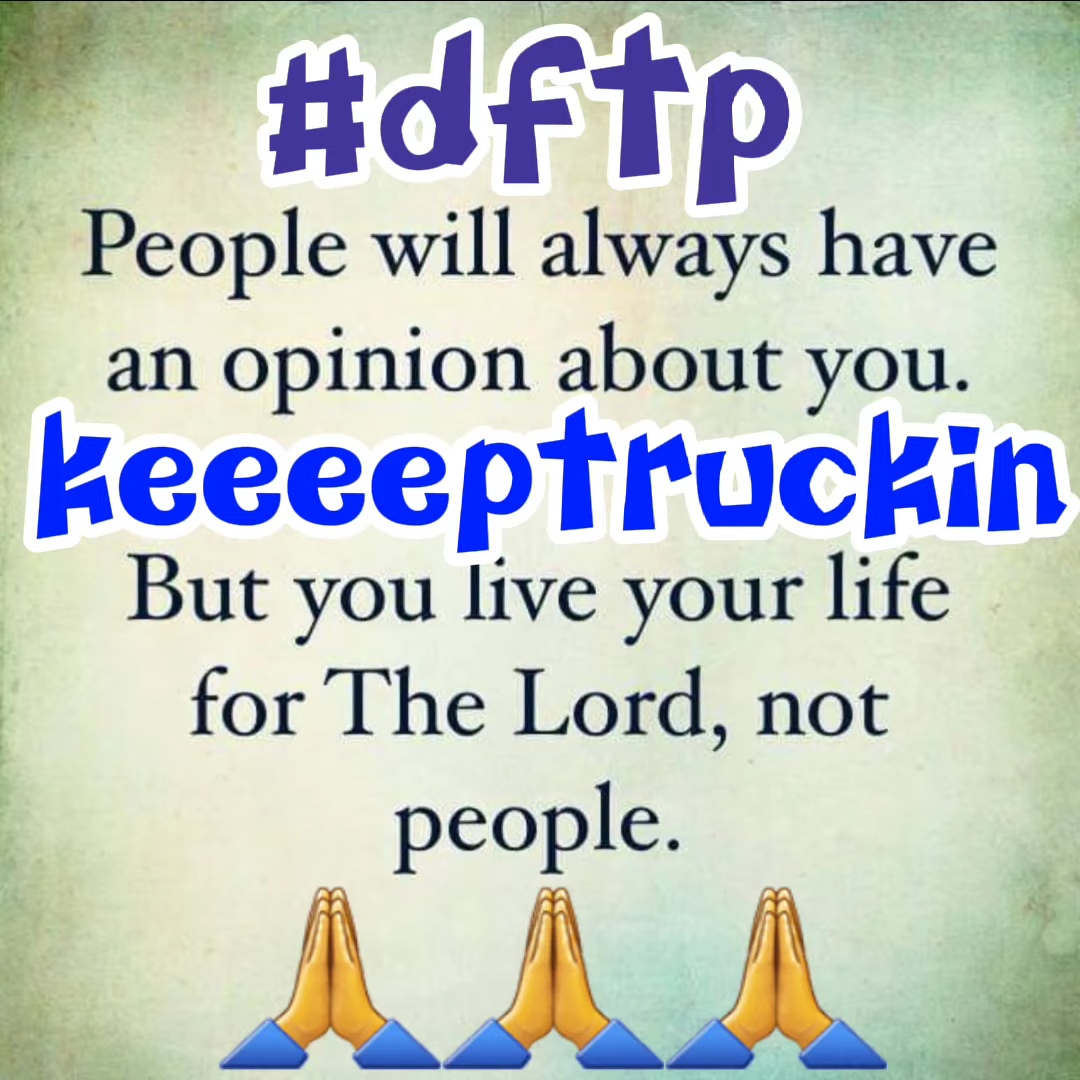 #dftp
People will always have
an opinion about you.
keeeeptruckin
But you live your life
for The Lord, not
people.